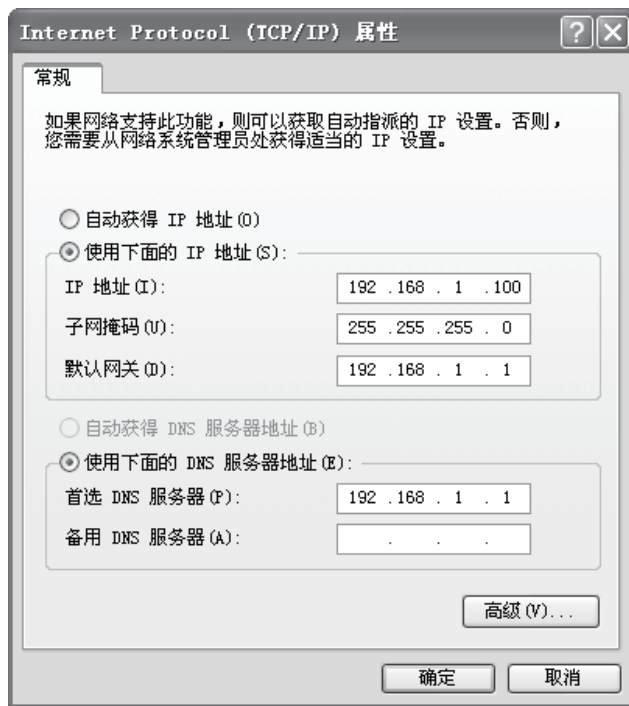 Internet Protocol (TCP/IP) 属性
常规
如果网络支持此功能，则可以获取自动指派的 IP 设置。否则，
您需要从网络系统管理员处获得适当的 IP 设置。
自动获得 IP 地址(O)
使用下面的 IP 地址(S):
IP 地址(I): 192 .168 . 1 .100
子网掩码(U): 255 .255 .255 . 0
默认网关(D): 192 .168 . 1 . 1
自动获得 DNS 服务器地址(B)
使用下面的 DNS 服务器地址(E):
首选 DNS 服务器(P): 192 .168 . 1 . 1
备用 DNS 服务器(A): . . .
高级(V)...
确定 取消